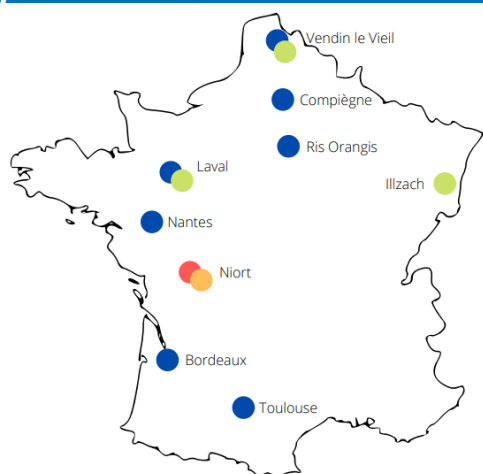 Vendin le Vieil
Compiègne
Ris Orangis
Laval
Illzach
Nantes
Niort
Bordeaux
Toulouse